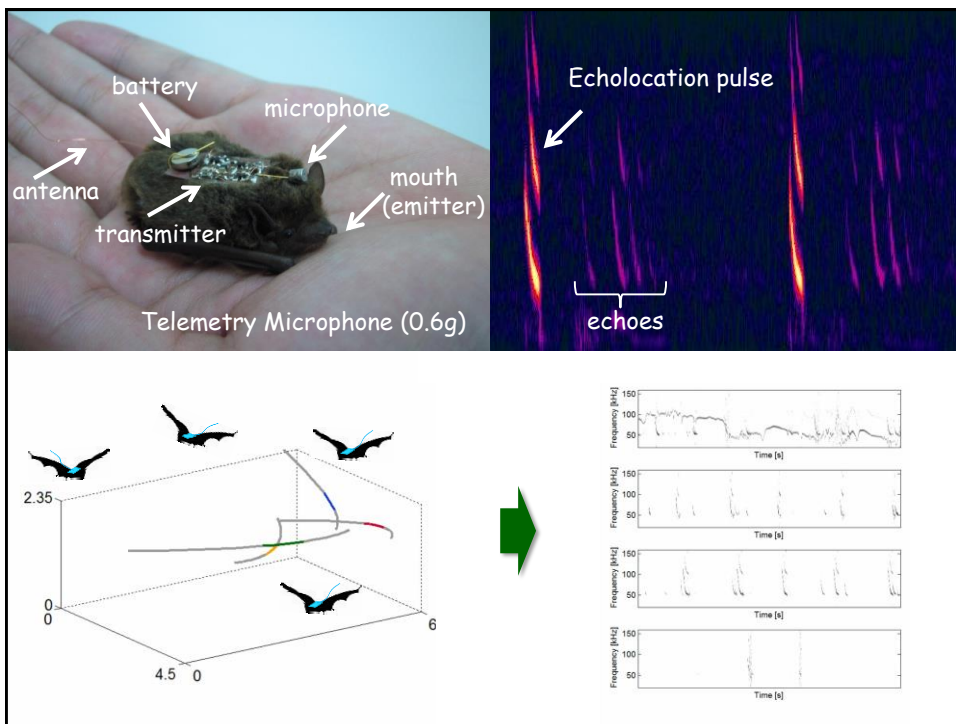 battery
microphone
antenna
mouth
(emitter)
transmitter
Telemetry Microphone (0.6g)
Echolocation pulse
echoes
2.35
0
0
4.5
0
6
Frequency [kHz]
150
100
50
Time [s]
Frequency [kHz]
150
100
50
Time [s]
Frequency [kHz]
150
100
50
Time [s]
Frequency [kHz]
150
100
50
Time [s]